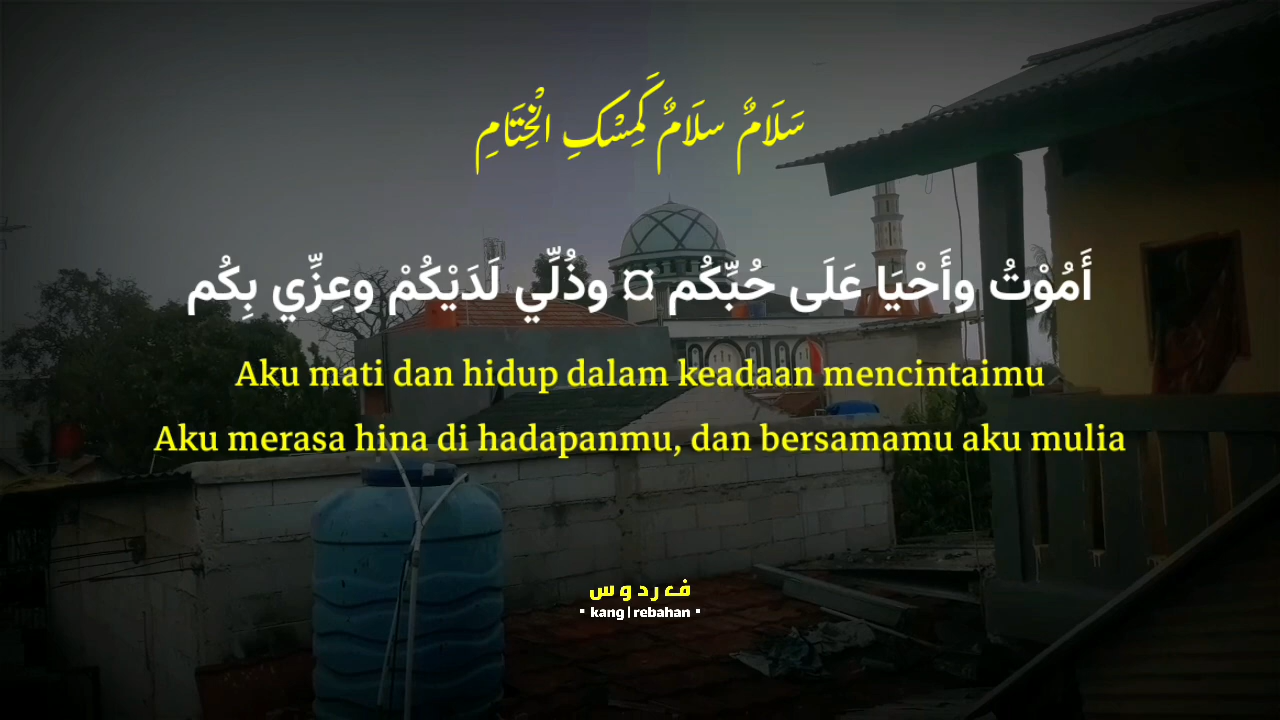 سَلَامٌ سلَامٌ كَمِسْكِ الْخِتَامِ
أَمُوْتُ وأَحْيَا عَلَى حُبِّكُم ¤ وذُلِّي لَدَيْكُمْ وعِزِّي بِكُم
Aku mati dan hidup dalam keadaan mencintaimu
Aku merasa hina di hadapanmu, dan bersamamu aku mulia
ف ع ر د و س
• kang|rebahan •